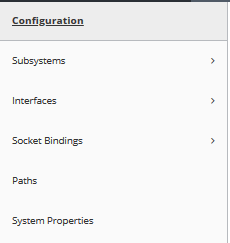 Configuration
Subsystems
Interfaces
Socket Bindings
Paths
System Properties